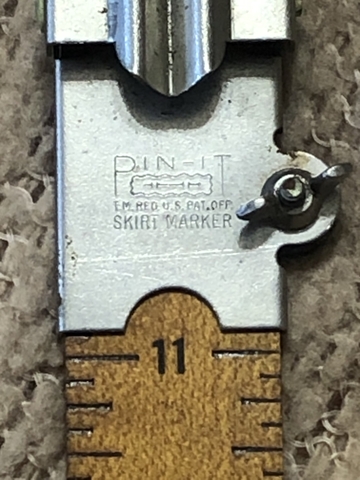 PIN-IT
T.M. REG. U.S. PAT. OFF.
SKIRT MARKER
11